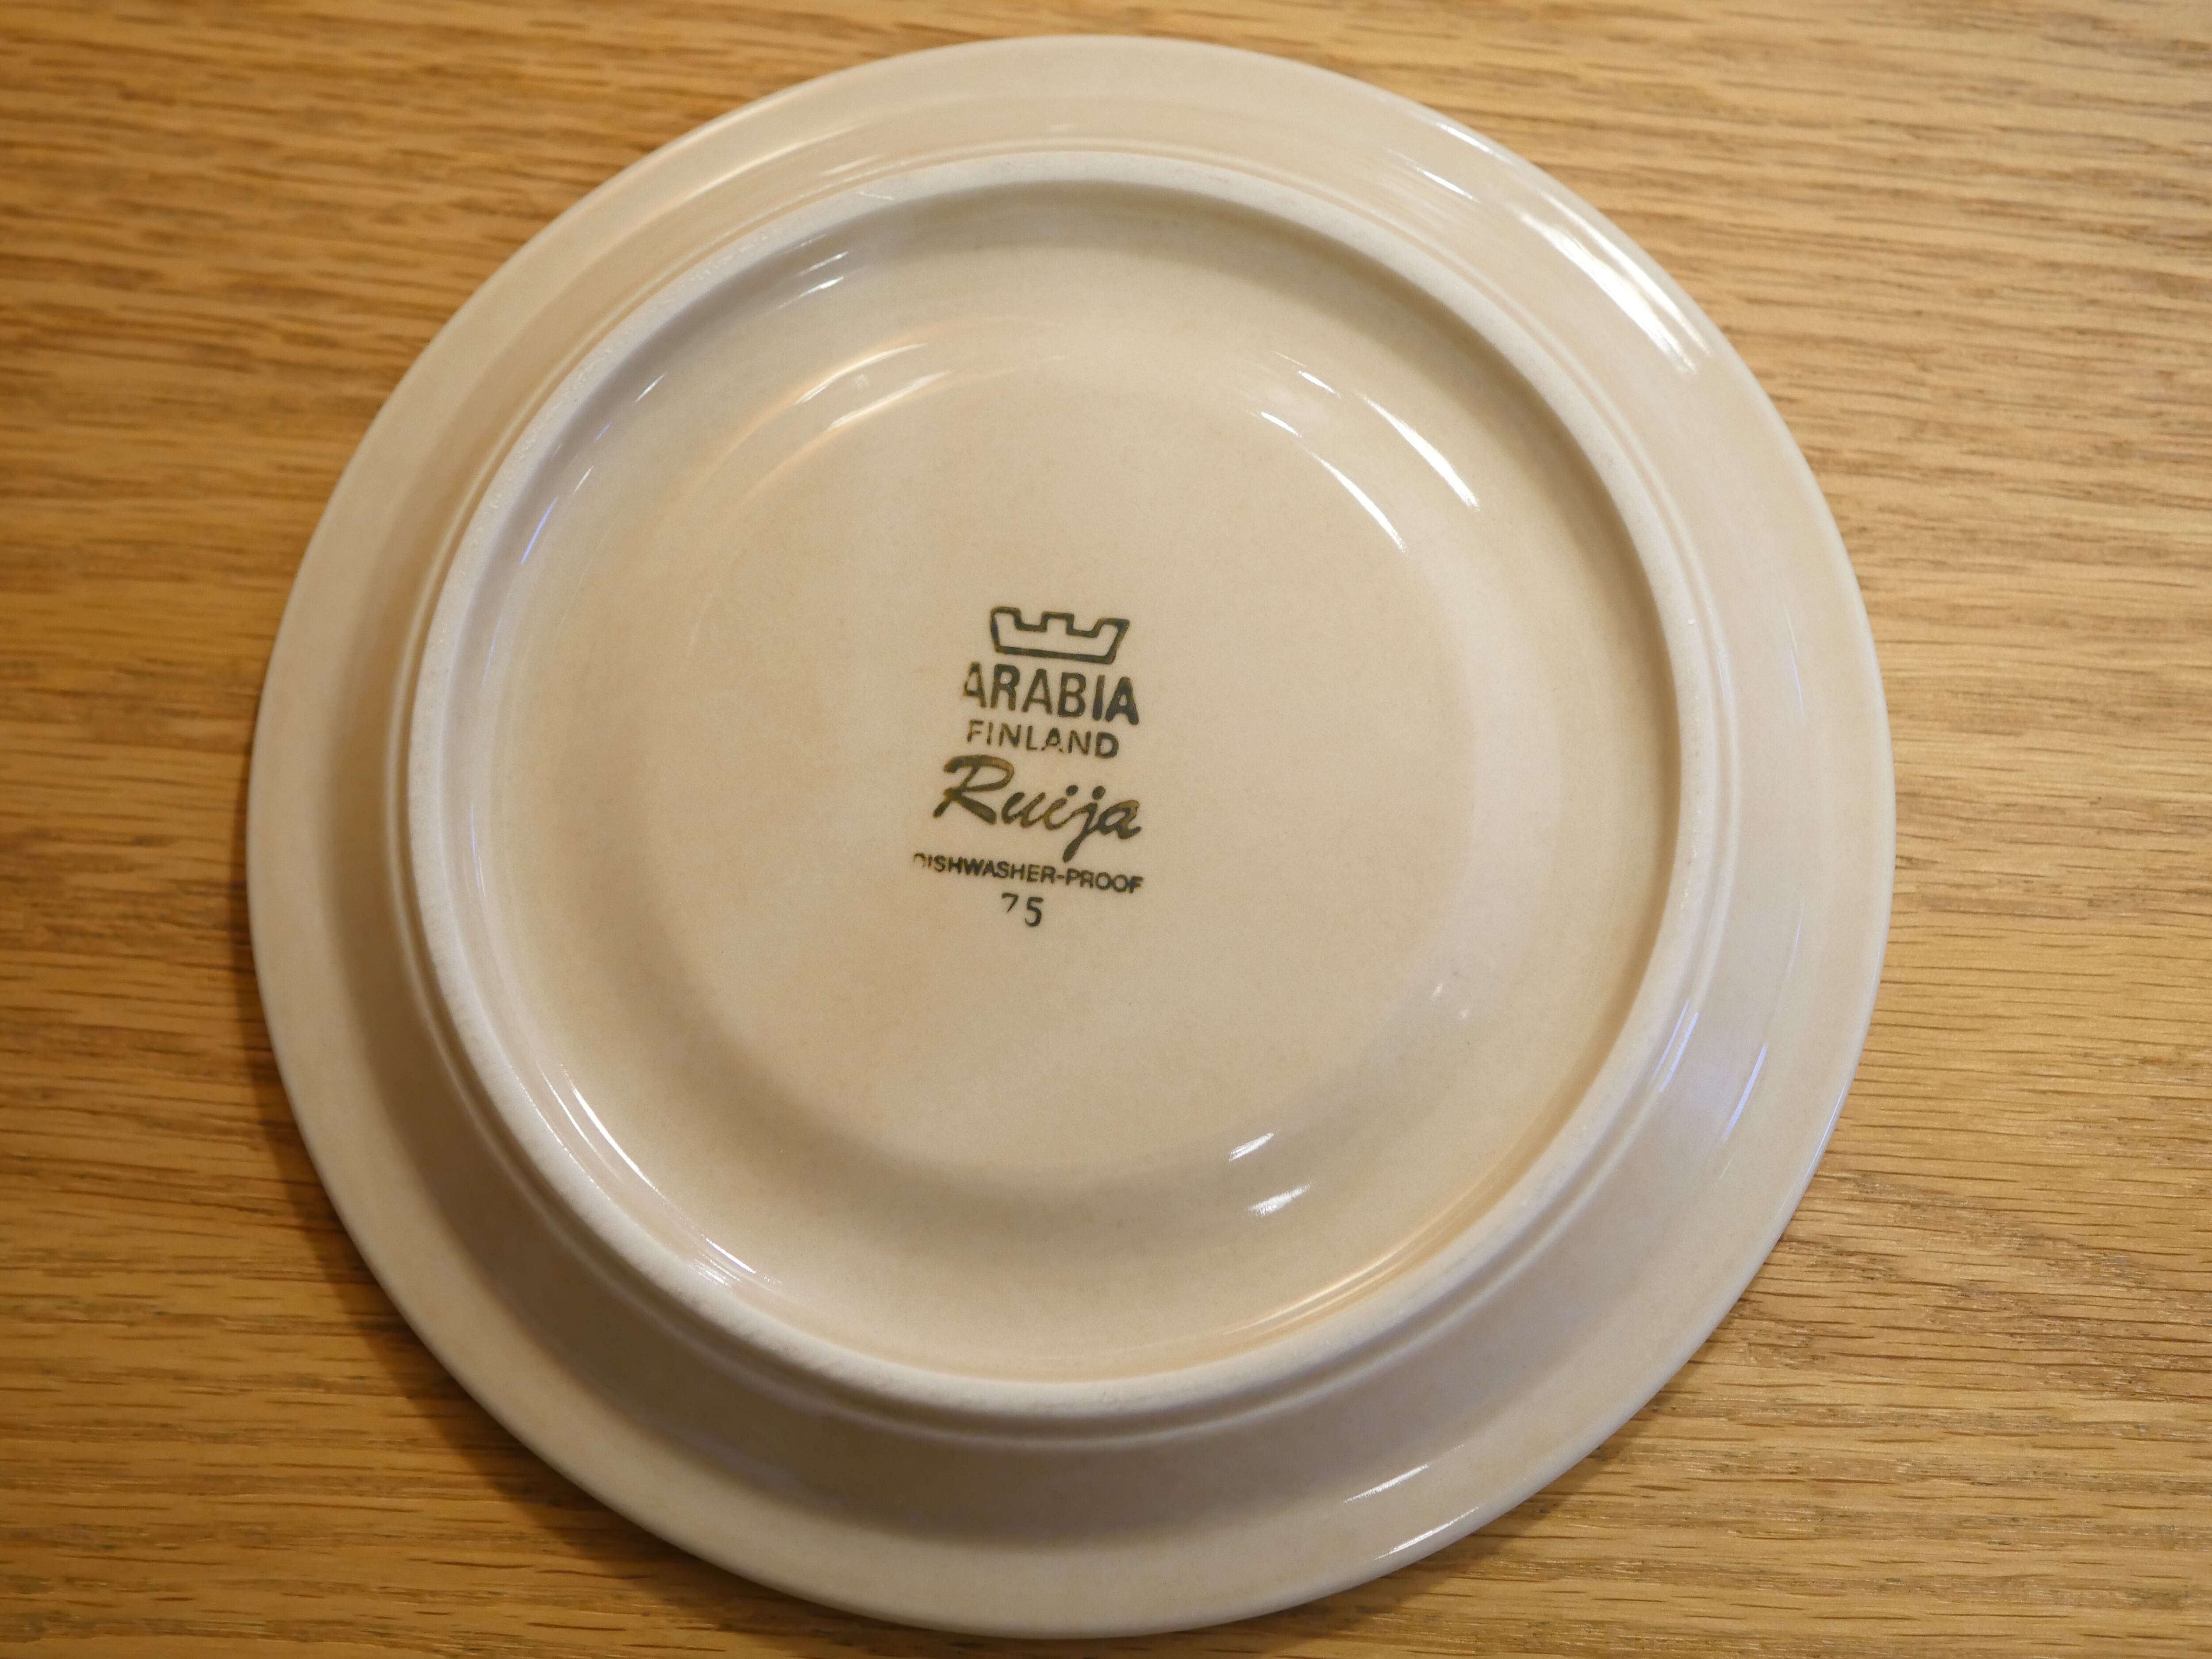 ARABIA
FINLAND
Ruija
DISHWASHER-PROOF
75